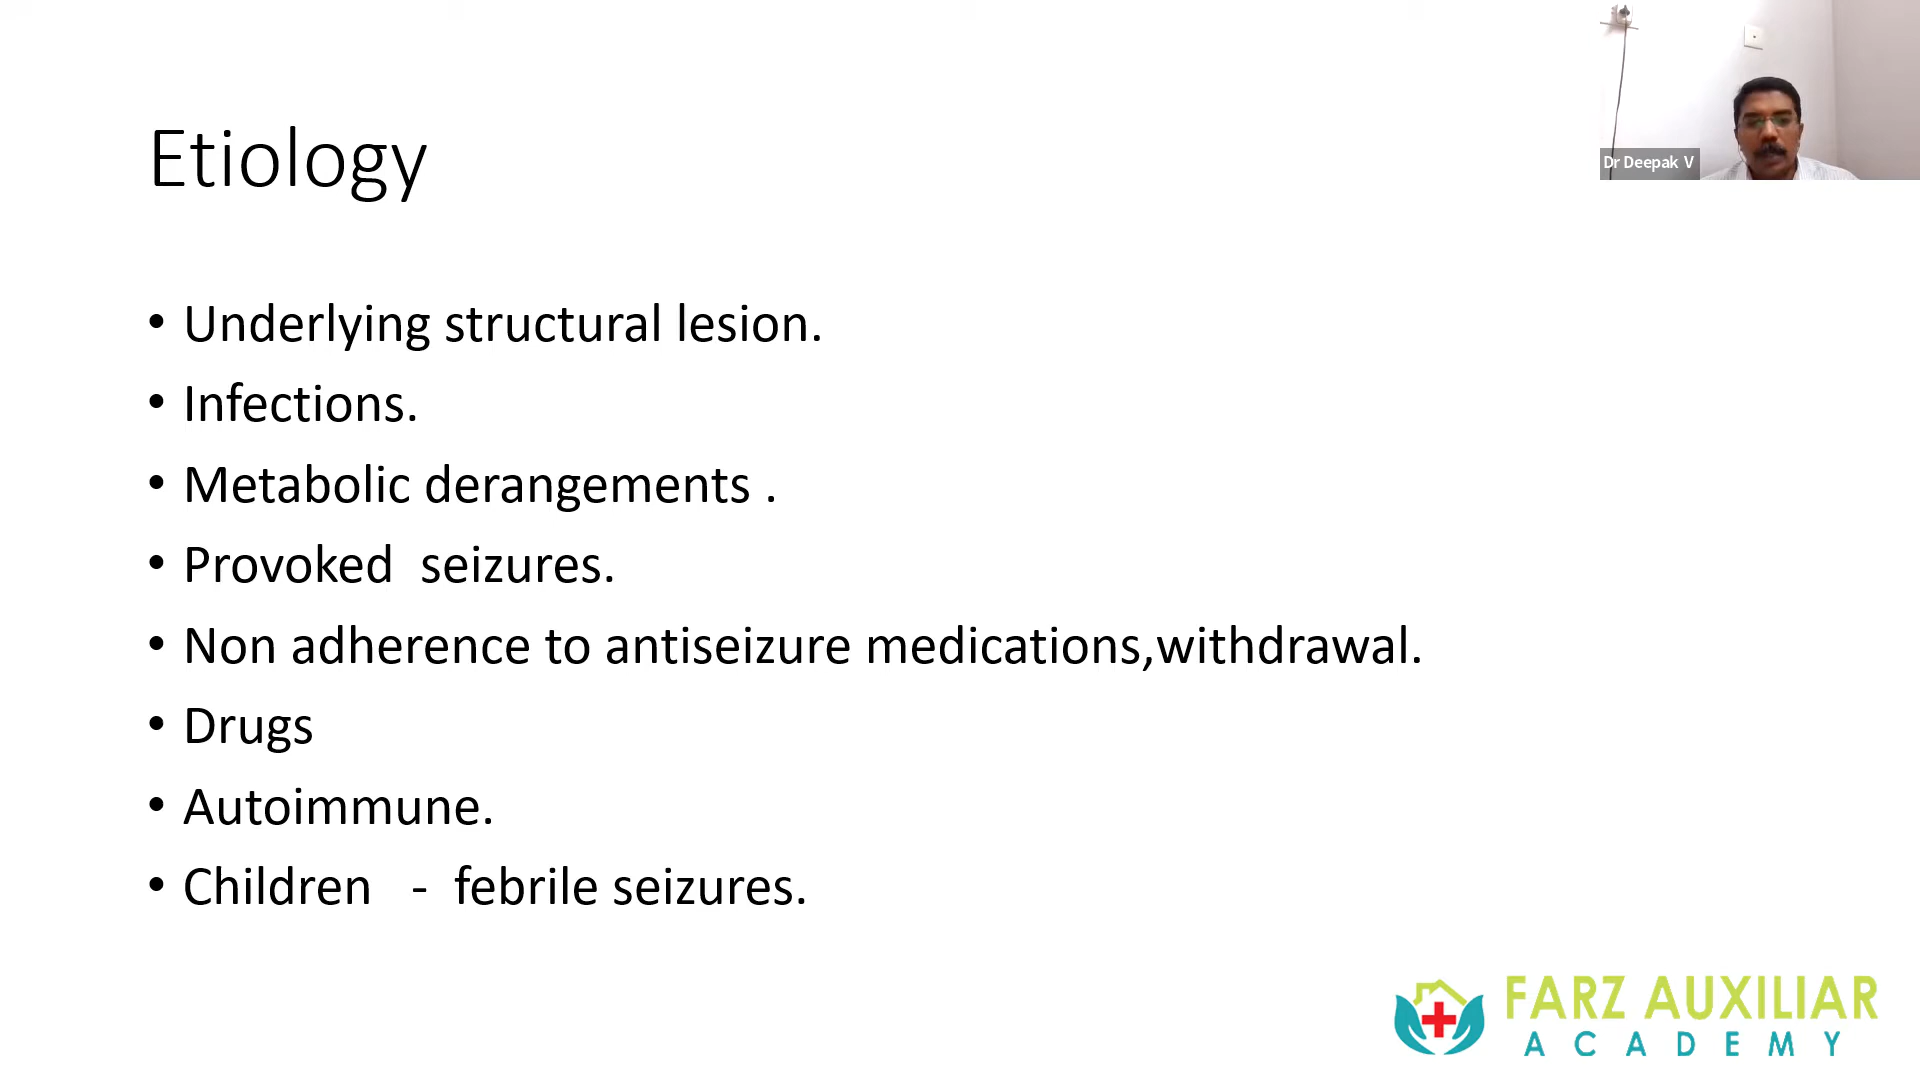 Etiology
Dr Deepak V
• Underlying structural lesion.
• Infections.
• Metabolic derangements .
• Provoked  seizures.
• Non adherence to antiseizure medications,withdrawal.
• Drugs
• Autoimmune.
• Children   -  febrile seizures.
FARZ AUXILIAR
ACADEMY